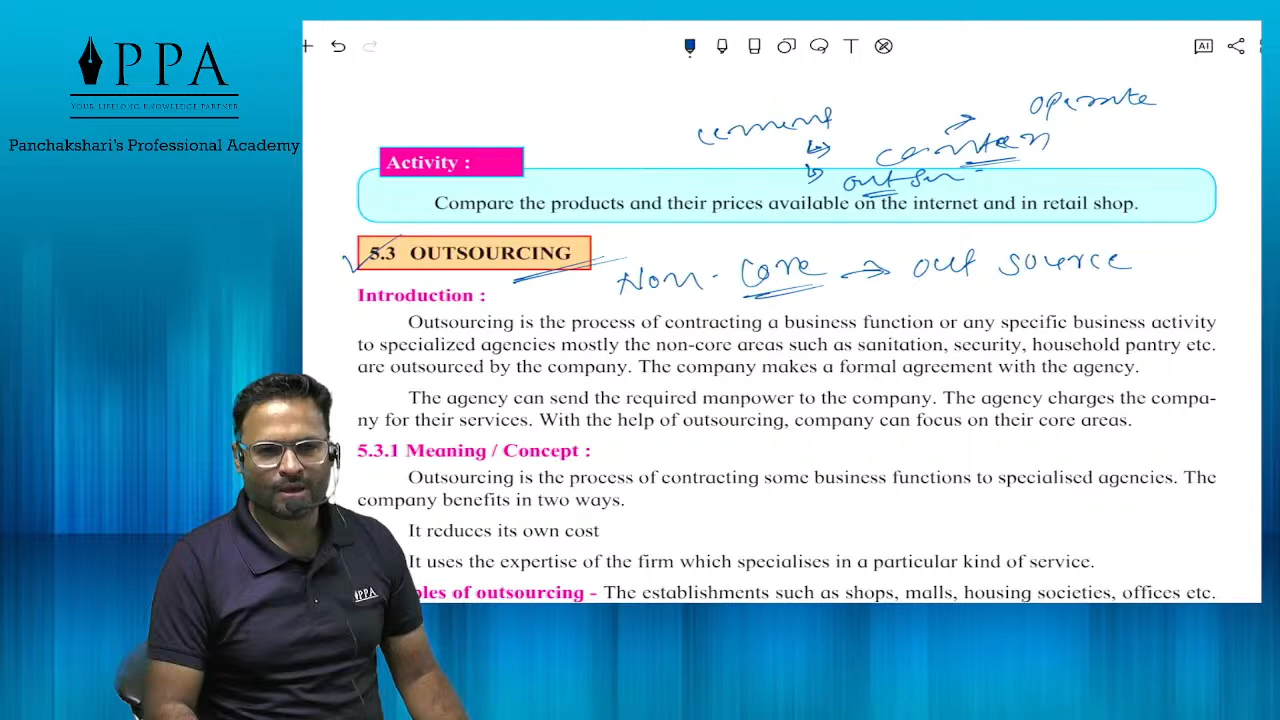 PPA
YOUR LIFELONG KNOWLEDGE PARTNER
Panchakshari's Professional Academy
T
AI
operate
cement
canteen
Activity :
Compare the products and their prices available on the internet and in retail shop.
5.3 OUTSOURCING
Non-Core → out source
Introduction :
Outsourcing is the process of contracting a business function or any specific business activity
to specialized agencies mostly the non-core areas such as sanitation, security, household pantry etc.
are outsourced by the company. The company makes a formal agreement with the agency.
The agency can send the required manpower to the company. The agency charges the compa-
ny for their services. With the help of outsourcing, company can focus on their core areas.
5.3.1 Meaning / Concept :
Outsourcing is the process of contracting some business functions to specialised agencies. The
company benefits in two ways.
It reduces its own cost
It uses the expertise of the firm which specialises in a particular kind of service.
of outsourcing - The establishments such as shops, malls, housing societies, offices etc.
PPA